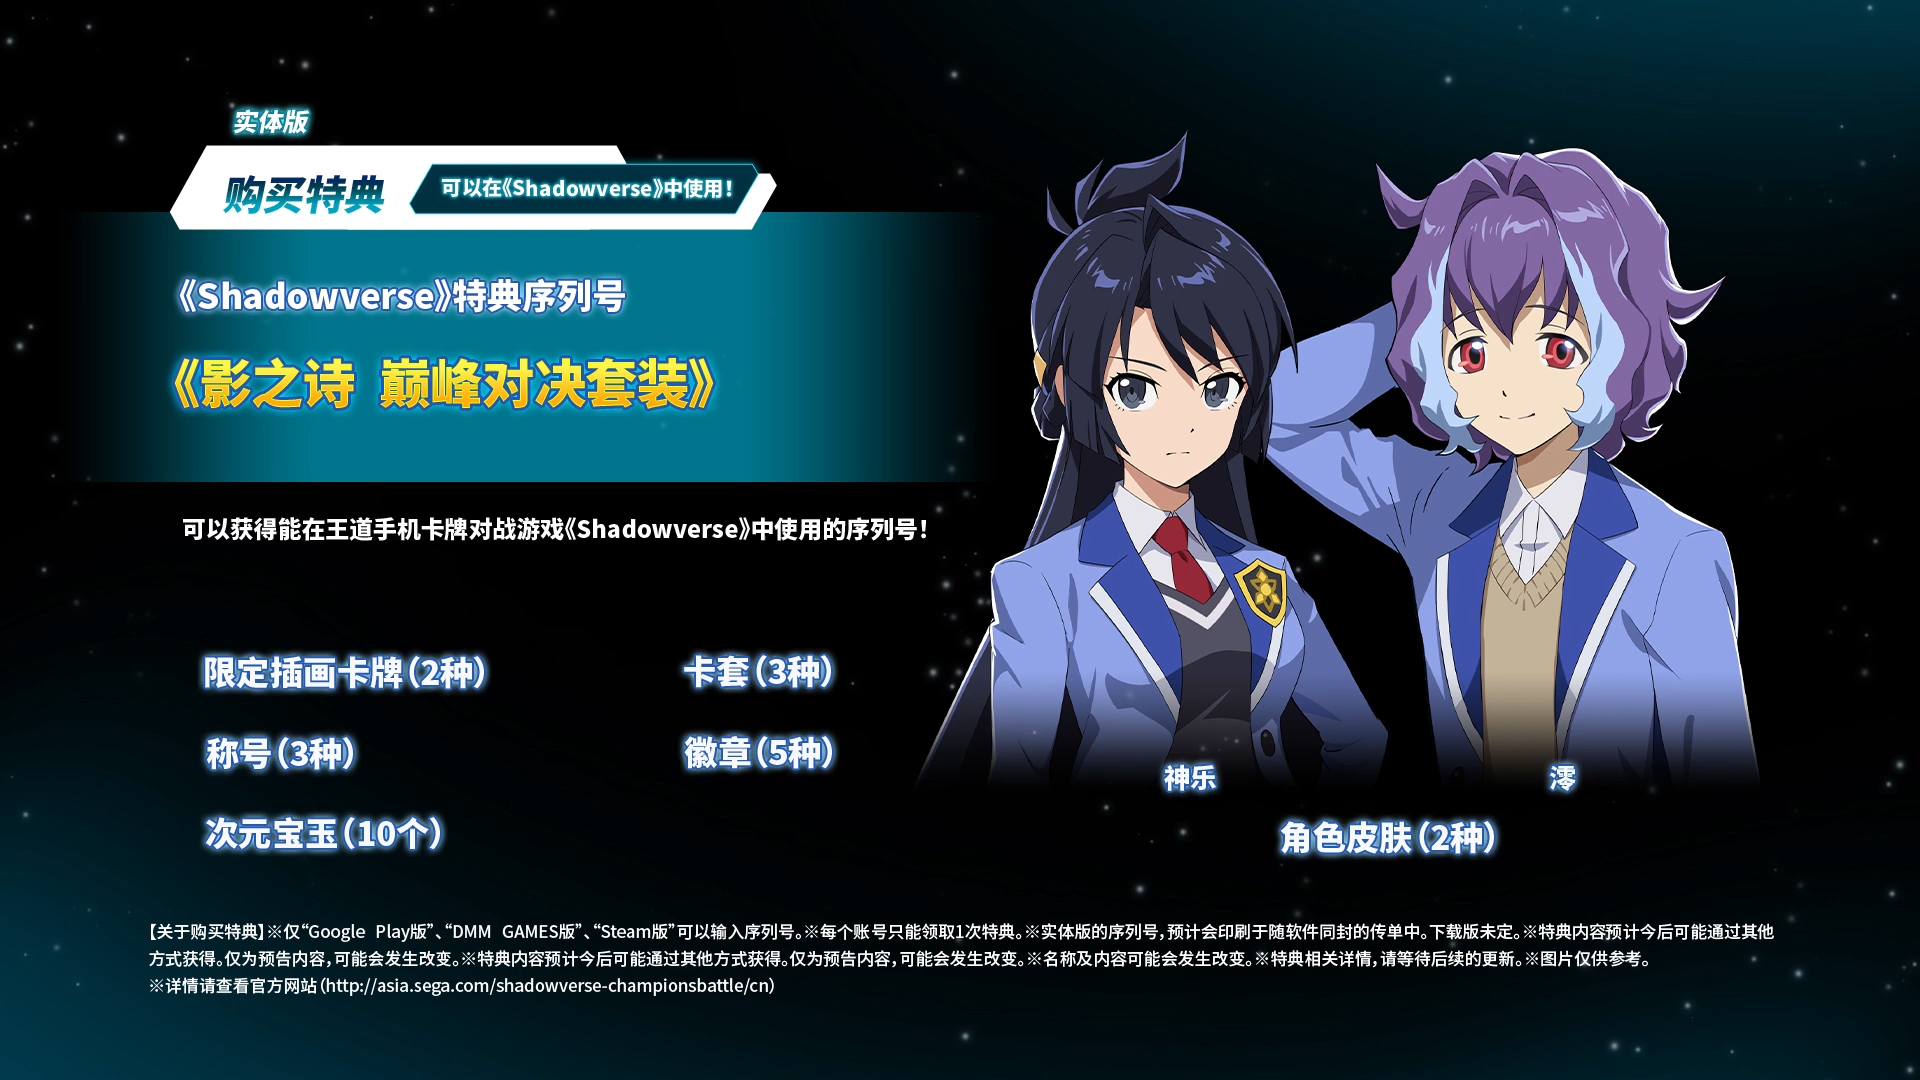 实体版
购买特典
可以在《Shadowverse》中使用！
《Shadowverse》特典序列号
《影之诗 巅峰对决套装》
可以获得能在王道手机卡牌对战游戏《Shadowverse》中使用的序列号！
限定插画卡牌（2种）
卡套（3种）
称号（3种）
徽章（5种）
次元宝玉（10个）
神乐
澪
角色皮肤（2种）
【关于购买特典】※仅“Google Play版”、“DMM GAMES版”、“Steam版”可以输入序列号。※每个账号只能领取1次特典。※实体版的序列号，预计会印刷于随软件同封的传单中。下载版未定。※特典内容预计今后可能通过其他
方式获得。仅为预告内容，可能会发生改变。※特典内容预计今后可能通过其他方式获得。仅为预告内容，可能会发生改变。※名称及内容可能会发生改变。※特典相关详情，请等待后续的更新。※图片仅供参考。
※详情请查看官方网站（http://asia.sega.com/shadowverse-championsbattle/cn）